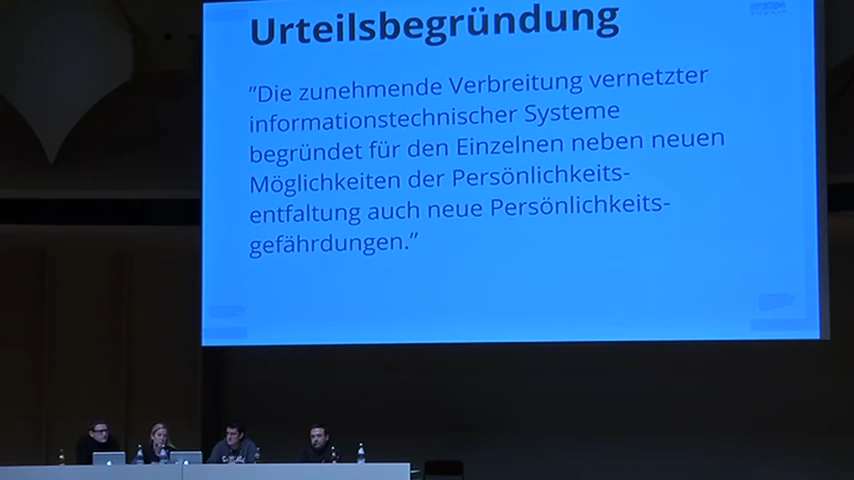 Urteilsbegründung
”Die zunehmende Verbreitung vernetzter
informationstechnischer Systeme
begründet für den Einzelnen neben neuen
Möglichkeiten der Persönlichkeits-
entfaltung auch neue Persönlichkeits-
gefährdungen.”